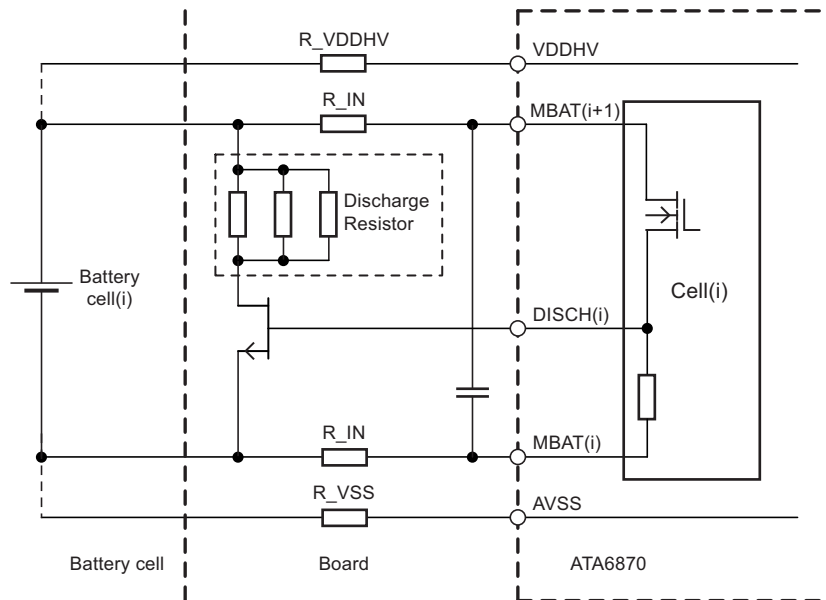 R_VDDHV
VDDHV
R_IN
MBAT(i+1)
Discharge
Resistor
Battery
cell(i)
Cell(i)
DISCH(i)
R_IN
MBAT(i)
R_VSS
AVSS
Battery cell
Board
ATA6870